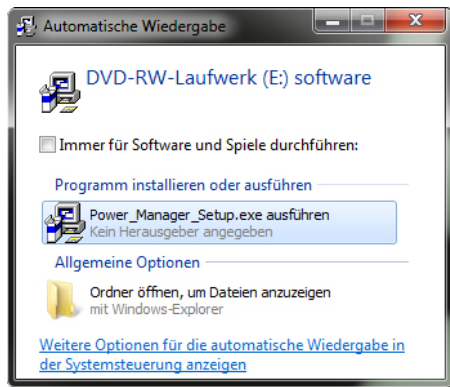 Automatische Wiedergabe
DVD-RW-Laufwerk (E:) software
Immer für Software und Spiele durchführen:
Programm installieren oder ausführen
Power_Manager_Setup.exe ausführen
Kein Herausgeber angegeben
Allgemeine Optionen
Ordner öffnen, um Dateien anzuzeigen
mit Windows-Explorer
Weitere Optionen für die automatische Wiedergabe in
der Systemsteuerung anzeigen